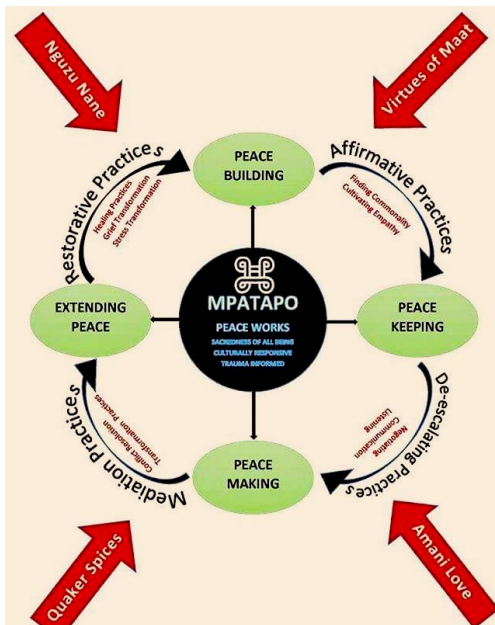 Nguzu Nane
Virtues of Maat
Restorative Practices
Healing Practices
Grief Transformation
Stress Transformation
PEACE
BUILDING
Affirmative Practices
Finding Commonality
Cultivating Empathy
EXTENDING
PEACE
MPATAPO
PEACE WORKS
SACREDNESS OF ALL BEING
CULTURALLY RESPONSIVE
TRAUMA INFORMED
PEACE
KEEPING
Mediation Practices
Conflict Resolution
Transformation Practices
PEACE
MAKING
De-escalating Practices
Negotiating
Communication
Listening
Quaker Spices
Amani Love